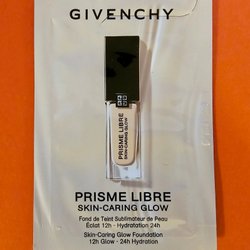 GIVENCHY
PRISME LIBRE
SKIN-CARING GLOW
PRISME LIBRE
SKIN-CARING GLOW
Fond de Teint Sublimateur de Peau
Éclat 12h - Hydratation 24h
Skin-Caring Glow Foundation
12h Glow - 24h Hydration